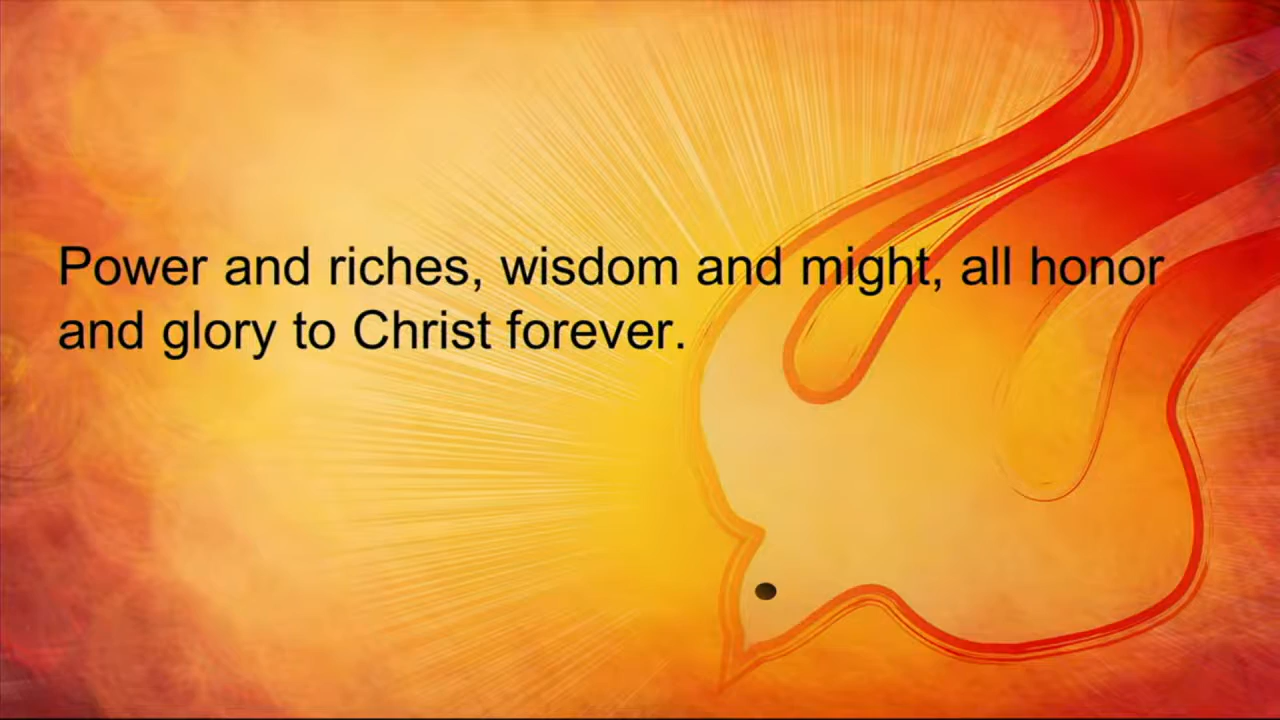 Power and riches, wisdom and might, all honor
and glory to Christ forever.